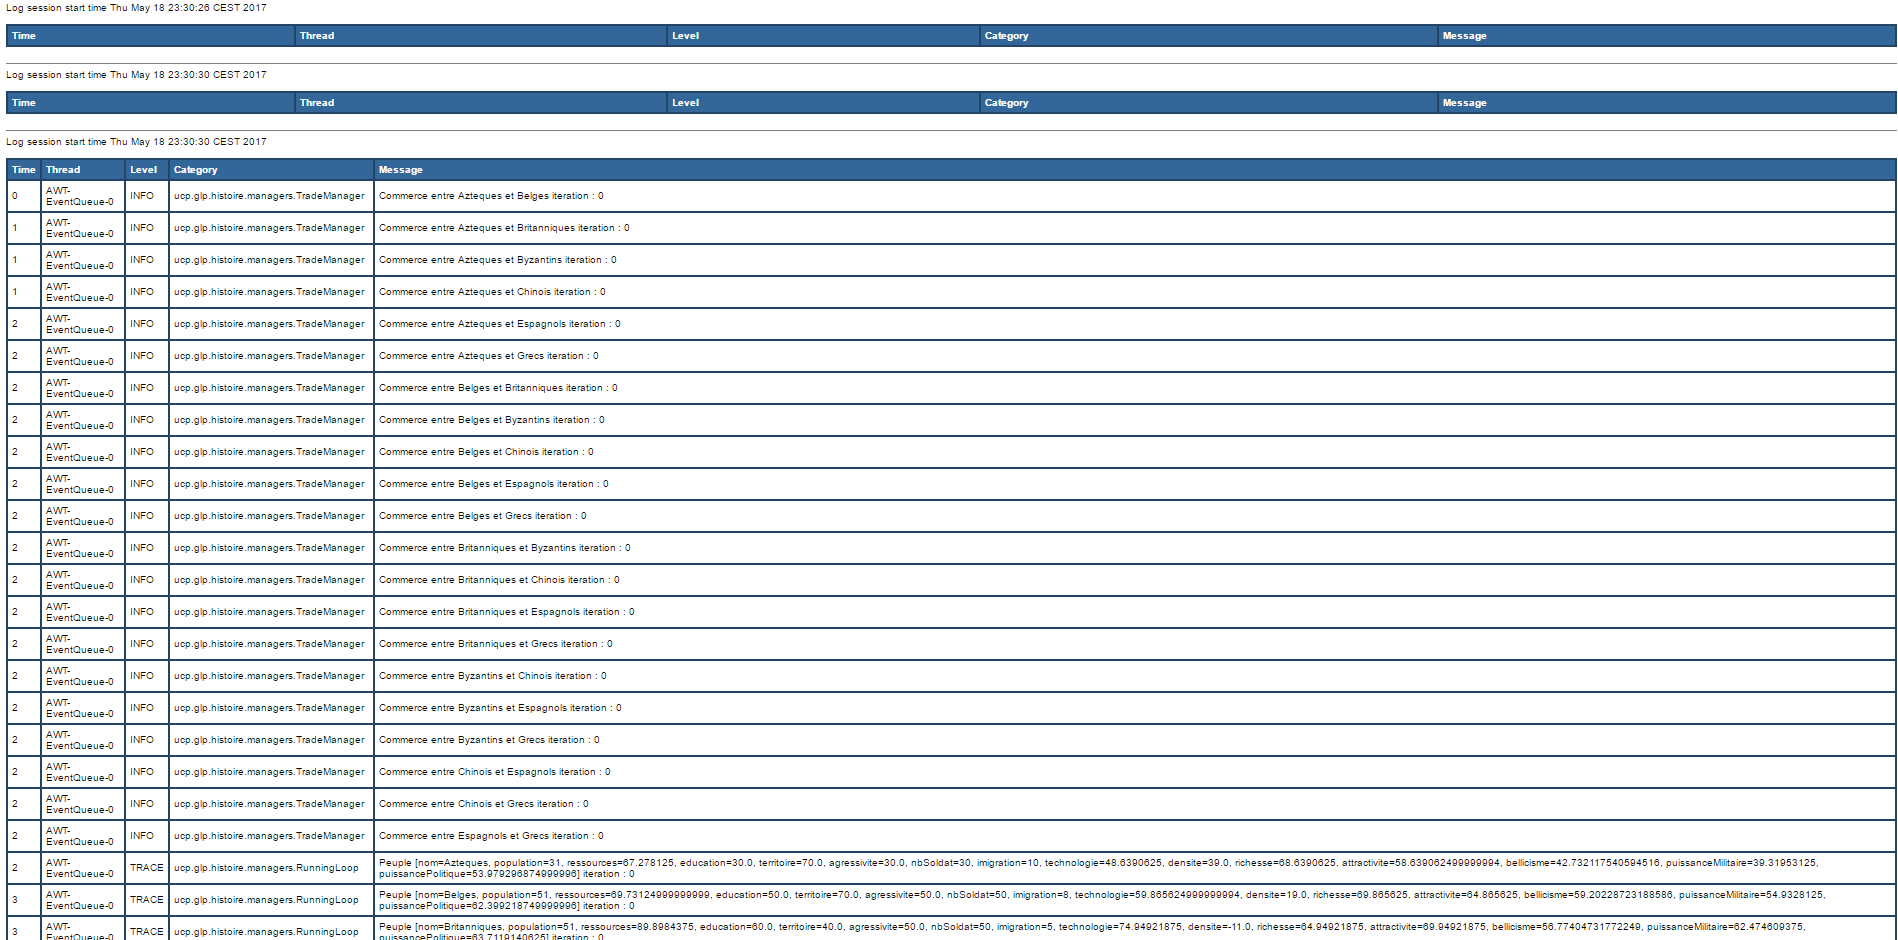 Log session start time Thu May 18 23:30:26 CEST 2017
Time Thread Level Category Message
Log session start time Thu May 18 23:30:30 CEST 2017
Time Thread Level Category Message
Log session start time Thu May 18 23:30:30 CEST 2017
Time Thread Level Category Message
0 AWT-EventQueue-0 INFO ucp.glp.histoire.managers.TradeManager Commerce entre Azteques et Belges iteration : 0
1 AWT-EventQueue-0 INFO ucp.glp.histoire.managers.TradeManager Commerce entre Azteques et Britanniques iteration : 0
1 AWT-EventQueue-0 INFO ucp.glp.histoire.managers.TradeManager Commerce entre Azteques et Byzantins iteration : 0
1 AWT-EventQueue-0 INFO ucp.glp.histoire.managers.TradeManager Commerce entre Azteques et Chinois iteration : 0
2 AWT-EventQueue-0 INFO ucp.glp.histoire.managers.TradeManager Commerce entre Azteques et Espagnols iteration : 0
2 AWT-EventQueue-0 INFO ucp.glp.histoire.managers.TradeManager Commerce entre Azteques et Grecs iteration : 0
2 AWT-EventQueue-0 INFO ucp.glp.histoire.managers.TradeManager Commerce entre Belges et Britanniques iteration : 0
2 AWT-EventQueue-0 INFO ucp.glp.histoire.managers.TradeManager Commerce entre Belges et Byzantins iteration : 0
2 AWT-EventQueue-0 INFO ucp.glp.histoire.managers.TradeManager Commerce entre Belges et Chinois iteration : 0
2 AWT-EventQueue-0 INFO ucp.glp.histoire.managers.TradeManager Commerce entre Belges et Espagnols iteration : 0
2 AWT-EventQueue-0 INFO ucp.glp.histoire.managers.TradeManager Commerce entre Belges et Grecs iteration : 0
2 AWT-EventQueue-0 INFO ucp.glp.histoire.managers.TradeManager Commerce entre Britanniques et Byzantins iteration : 0
2 AWT-EventQueue-0 INFO ucp.glp.histoire.managers.TradeManager Commerce entre Britanniques et Chinois iteration : 0
2 AWT-EventQueue-0 INFO ucp.glp.histoire.managers.TradeManager Commerce entre Britanniques et Espagnols iteration : 0
2 AWT-EventQueue-0 INFO ucp.glp.histoire.managers.TradeManager Commerce entre Britanniques et Grecs iteration : 0
2 AWT-EventQueue-0 INFO ucp.glp.histoire.managers.TradeManager Commerce entre Byzantins et Chinois iteration : 0
2 AWT-EventQueue-0 INFO ucp.glp.histoire.managers.TradeManager Commerce entre Byzantins et Espagnols iteration : 0
2 AWT-EventQueue-0 INFO ucp.glp.histoire.managers.TradeManager Commerce entre Byzantins et Grecs iteration : 0
2 AWT-EventQueue-0 INFO ucp.glp.histoire.managers.TradeManager Commerce entre Chinois et Espagnols iteration : 0
2 AWT-EventQueue-0 INFO ucp.glp.histoire.managers.TradeManager Commerce entre Chinois et Grecs iteration : 0
2 AWT-EventQueue-0 INFO ucp.glp.histoire.managers.TradeManager Commerce entre Espagnols et Grecs iteration : 0
2 AWT-EventQueue-0 TRACE ucp.glp.histoire.managers.RunningLoop Peuple [nom=Azteques, population=31, ressources=67.278125, education=30.0, territoire=70.0, agressivite=30.0, nbSoldat=30, imigration=10, technologie=48.6390625, densite=39.0, richesse=68.6390625, attractivite=58.639062499999994, bellicisme=42.732117540594516, puissanceMilitaire=39.31953125,
puissancePolitique=53.979296874999996] iteration : 0
3 AWT-EventQueue-0 TRACE ucp.glp.histoire.managers.RunningLoop Peuple [nom=Belges, population=51, ressources=69.73124999999999, education=50.0, territoire=70.0, agressivite=50.0, nbSoldat=50, imigration=8, technologie=59.865624999999994, densite=19.0, richesse=69.865625, attractivite=64.865625, bellicisme=59.20228723188586, puissanceMilitaire=54.9328125,
puissancePolitique=62.399218749999996] iteration : 0
3 AWT-EventQueue-0 TRACE ucp.glp.histoire.managers.RunningLoop Peuple [nom=Britanniques, population=51, ressources=89.8984375, education=60.0, territoire=40.0, agressivite=50.0, nbSoldat=50, imigration=5, technologie=74.94921875, densite=-11.0, richesse=64.94921875, attractivite=69.94921875, bellicisme=56.77404731772249, puissanceMilitaire=62.474609375,
puissancePolitique=63.7119140625] iteration : 0